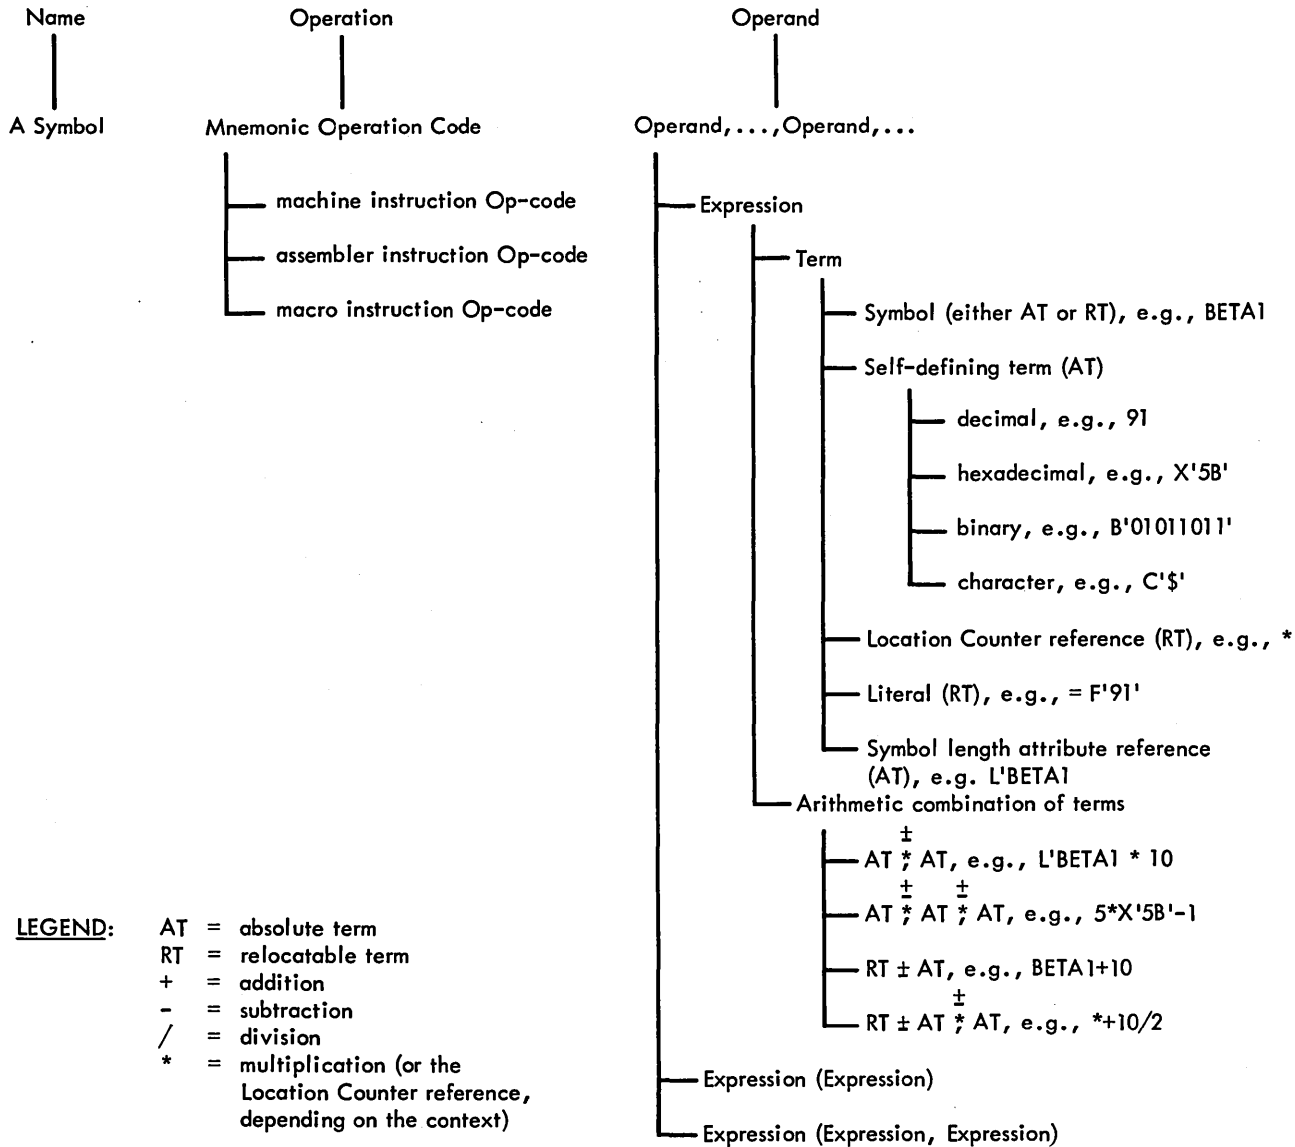 Name Operation Operand
A Symbol Mnemonic Operation Code Operand,...,Operand,...
machine instruction Op-code
assembler instruction Op-code
macro instruction Op-code
Expression
Term
Symbol (either AT or RT), e.g., BETA1
Self-defining term (AT)
decimal, e.g., 91
hexadecimal, e.g., X'5B'
binary, e.g., B'01011011'
character, e.g., C'$'
Location Counter reference (RT), e.g., *
Literal (RT), e.g., = F'91'
Symbol length attribute reference
(AT), e.g. L'BETA1
Arithmetic combination of terms
±
AT *, AT, e.g., L'BETA1 * 10
± ±
AT *, AT *, AT, e.g., 5*X'5B'-1
RT ± AT, e.g., BETA1+10
±
RT ± AT *, AT, e.g., *+10/2
Expression (Expression)
Expression (Expression, Expression)
LEGEND: AT = absolute term
RT = relocatable term
+ = addition
- = subtraction
/ = division
* = multiplication (or the
Location Counter reference,
depending on the context)